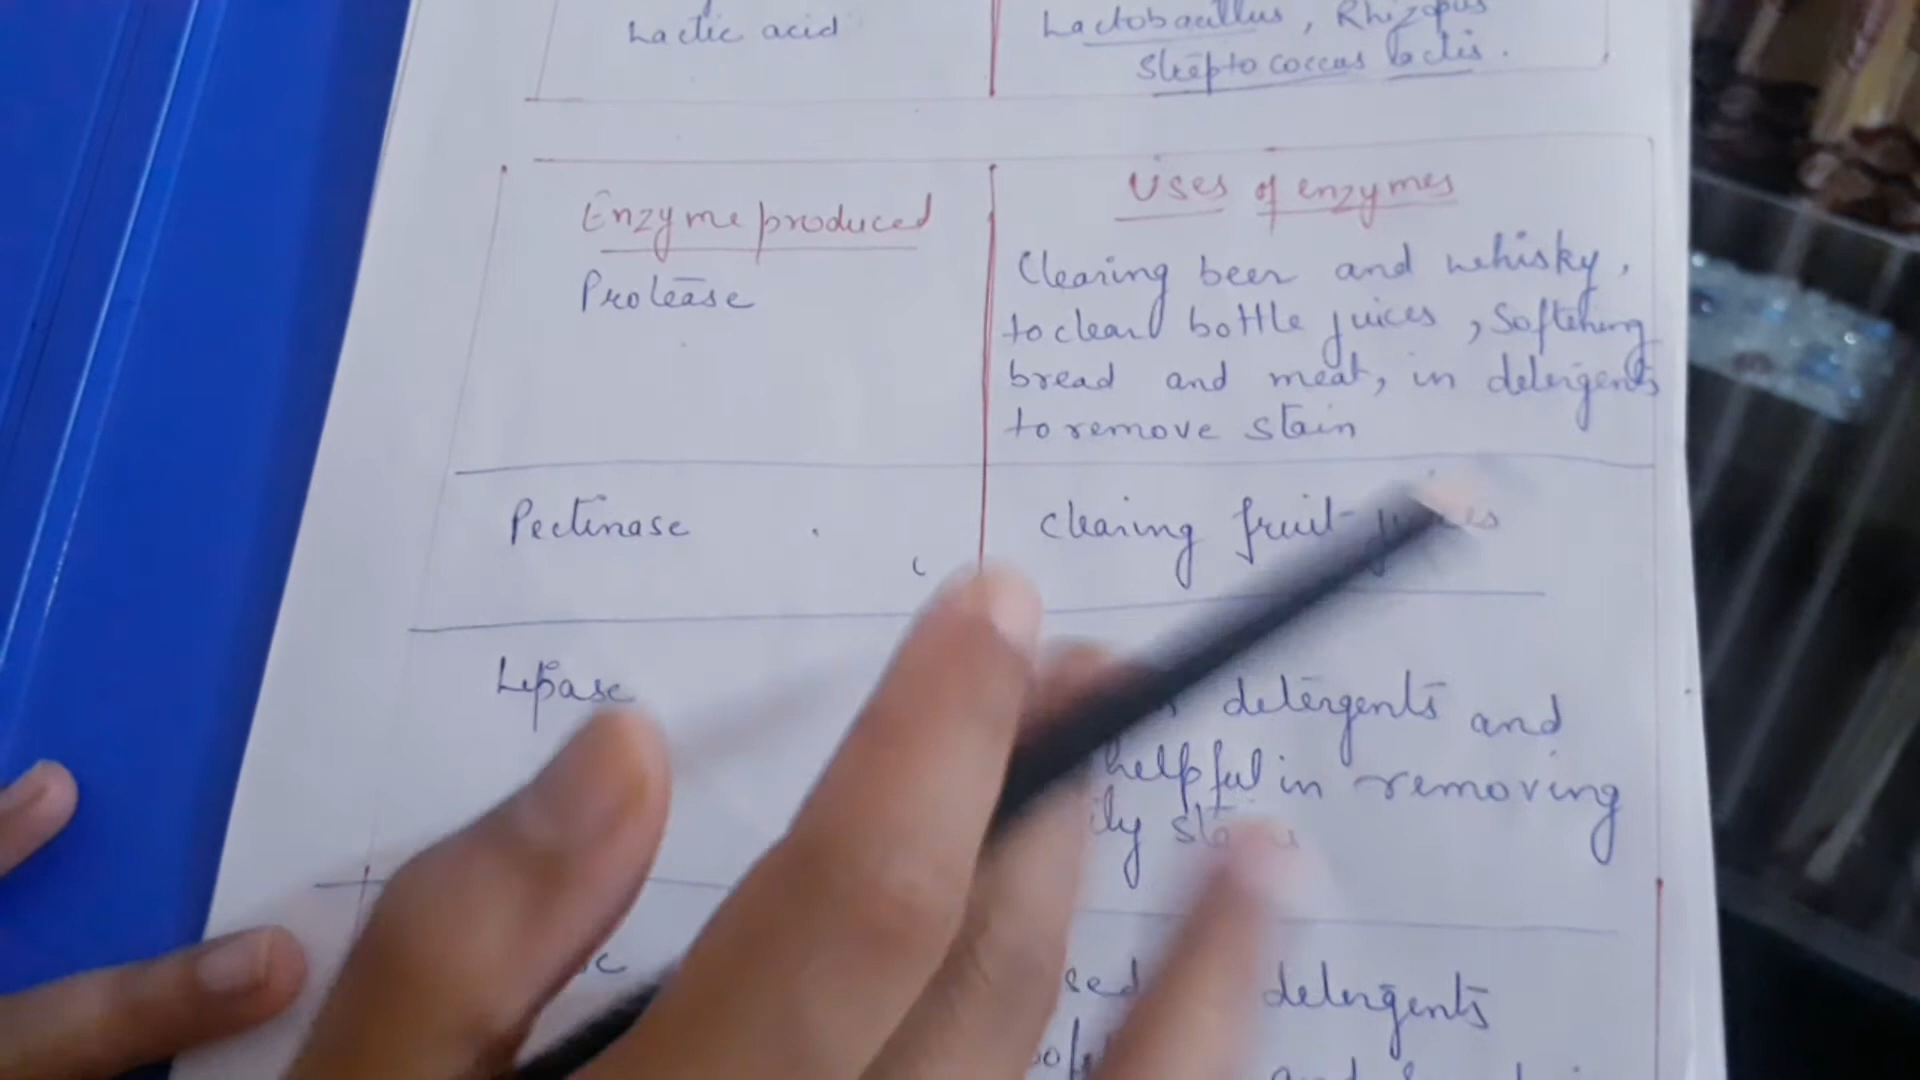 Lactic acid
Lactobacillus, Rhizopus
Streptococcus lactis.
Enzyme produced
Uses of enzymes
Protease
Clearing beer and whisky,
to clear bottle juices, Softening
bread and meat, in detergents
to remove stain
Pectinase
Clearing fruit
Lipase
detergents and
helpful in removing
detergents